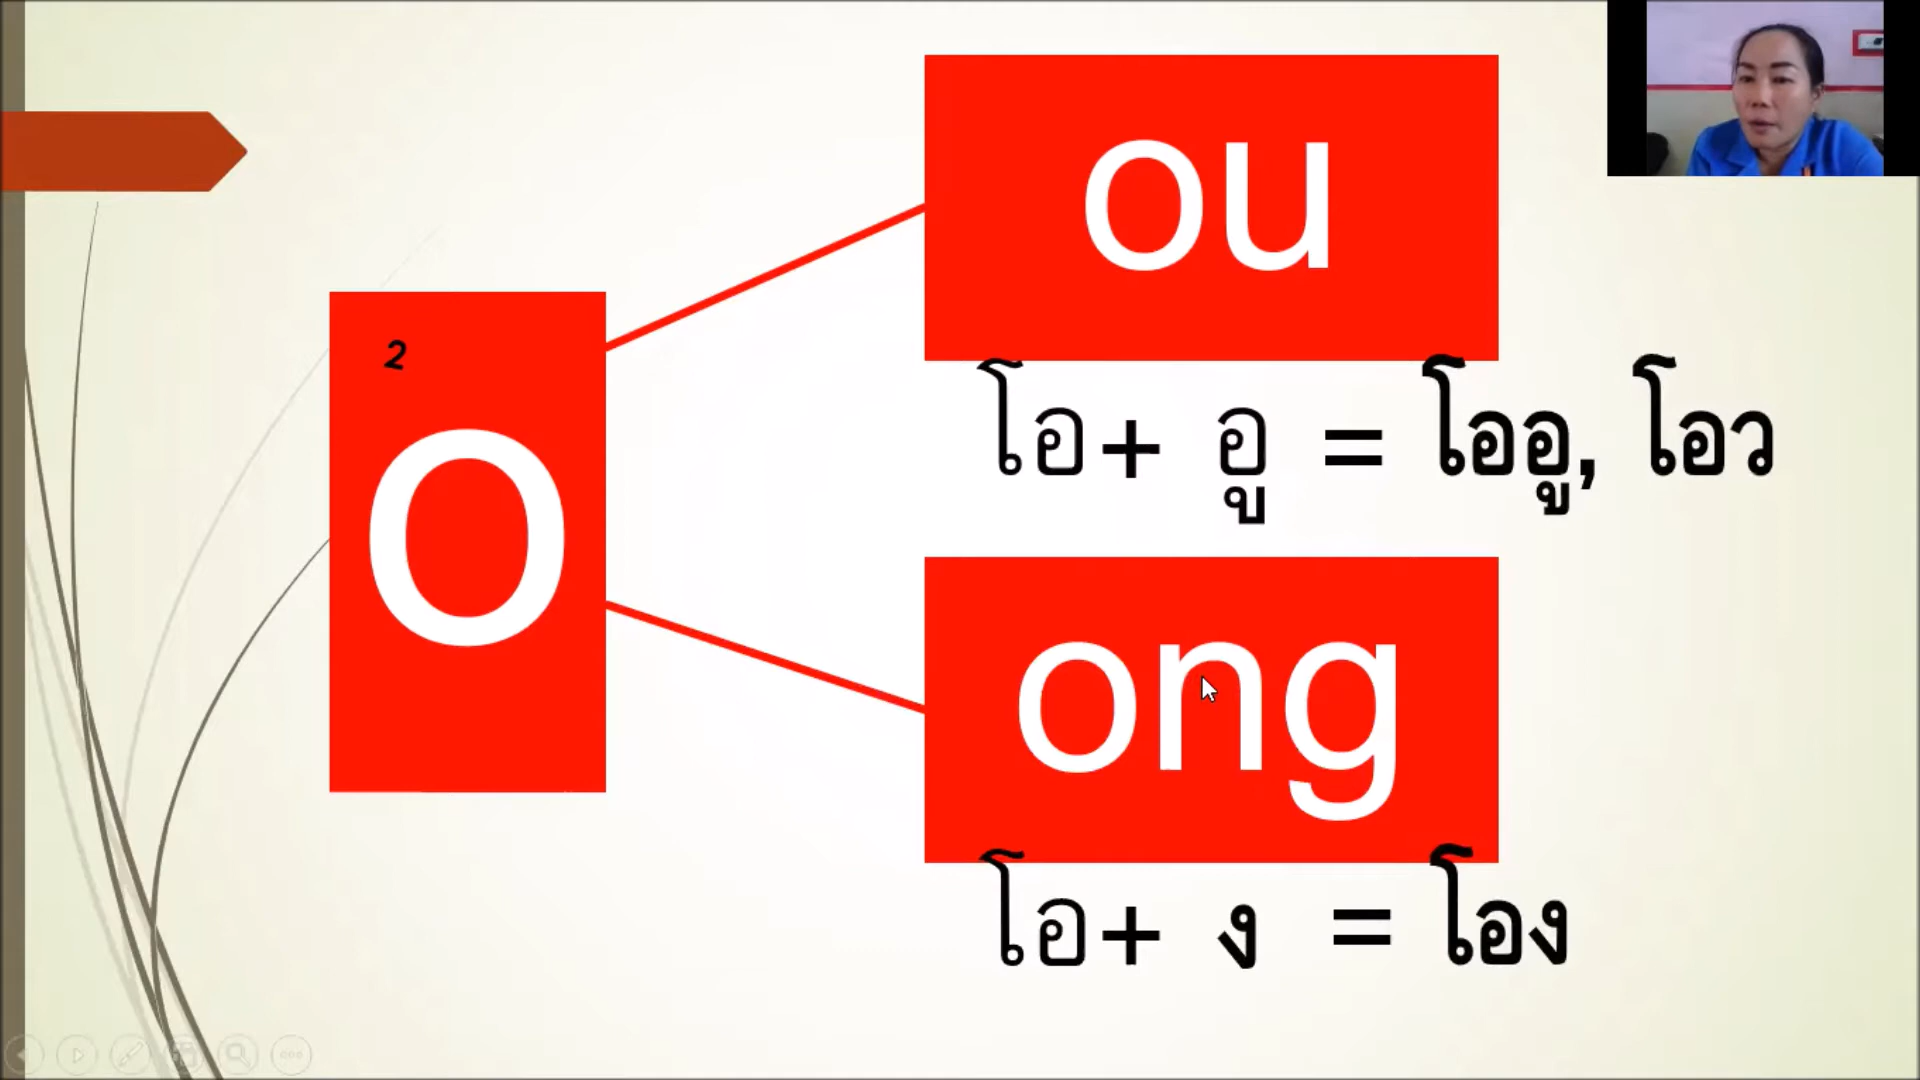 ou
โอ + อู = โออู, โอว
2
O
ong
โอ + ง = โอง